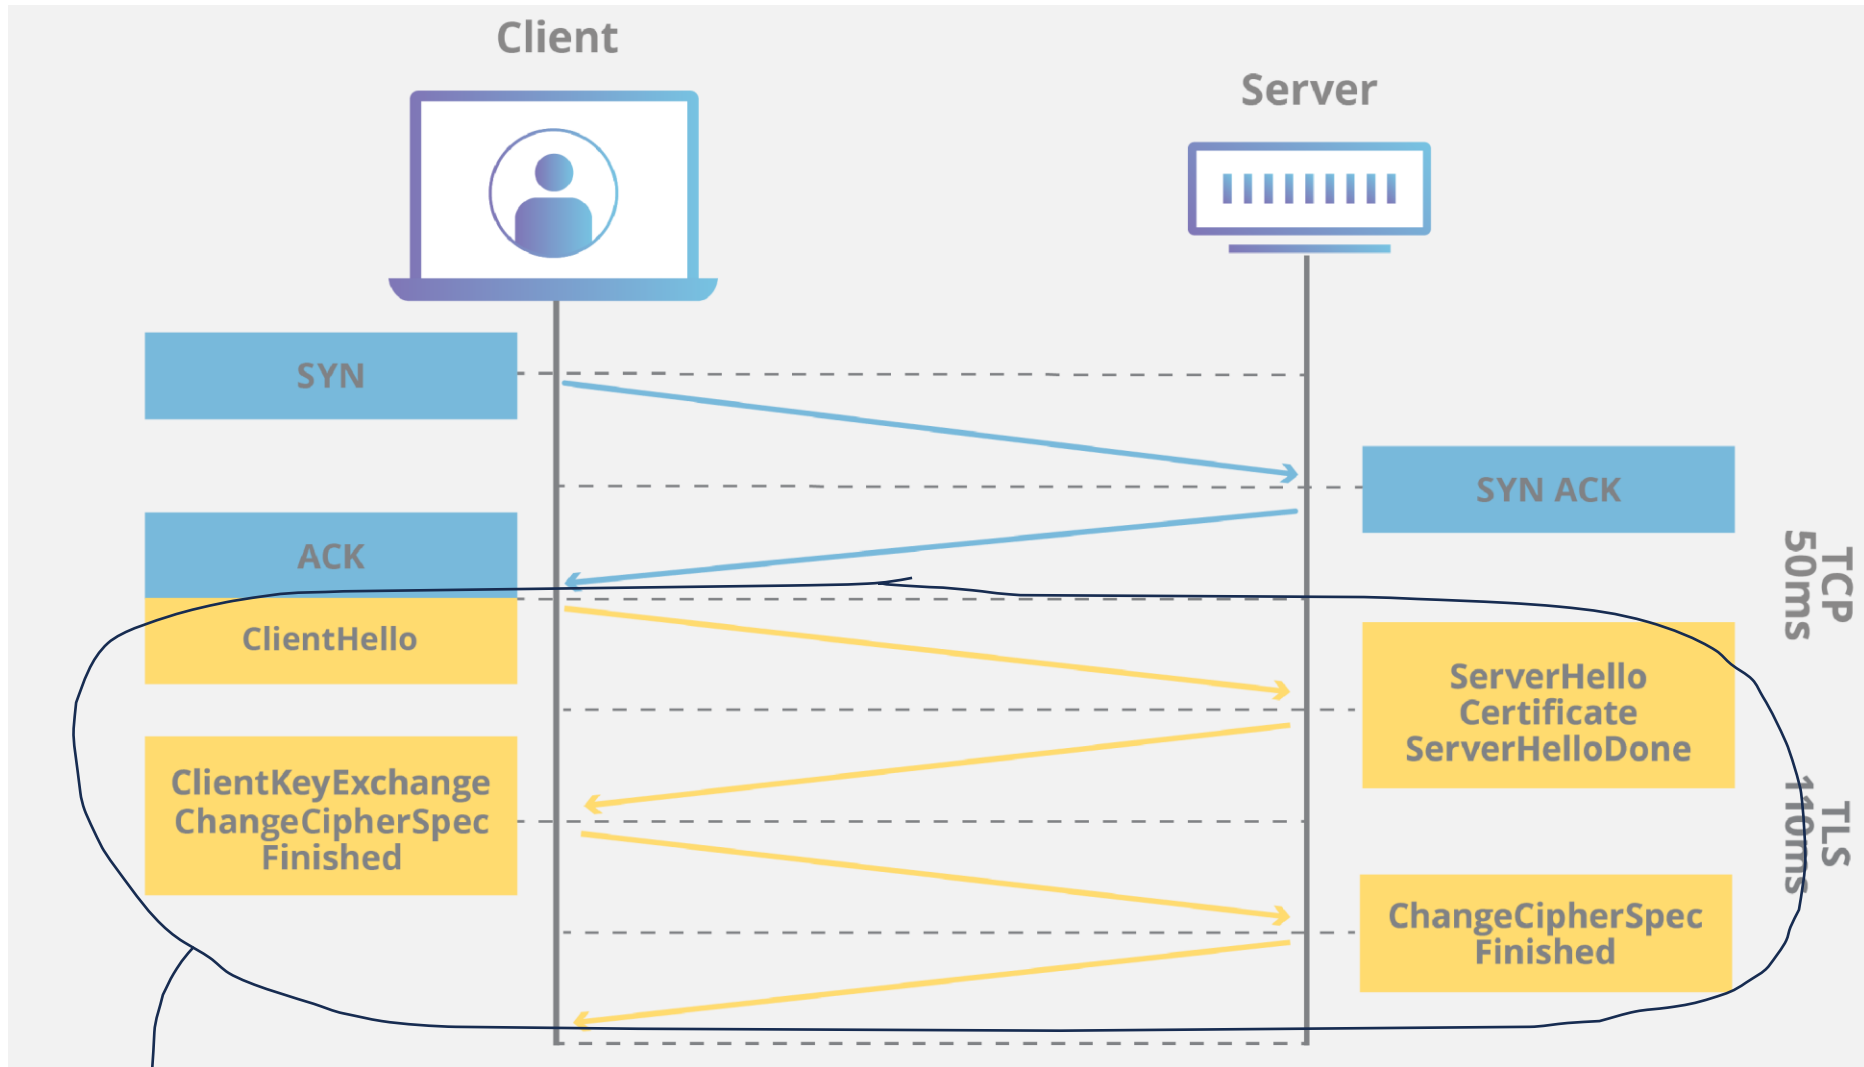 Client
Server
SYN
SYN ACK
ACK
TCP
50ms
ClientHello
ServerHello
Certificate
ServerHelloDone
ClientKeyExchange
ChangeCipherSpec
Finished
TLS
110ms
ChangeCipherSpec
Finished